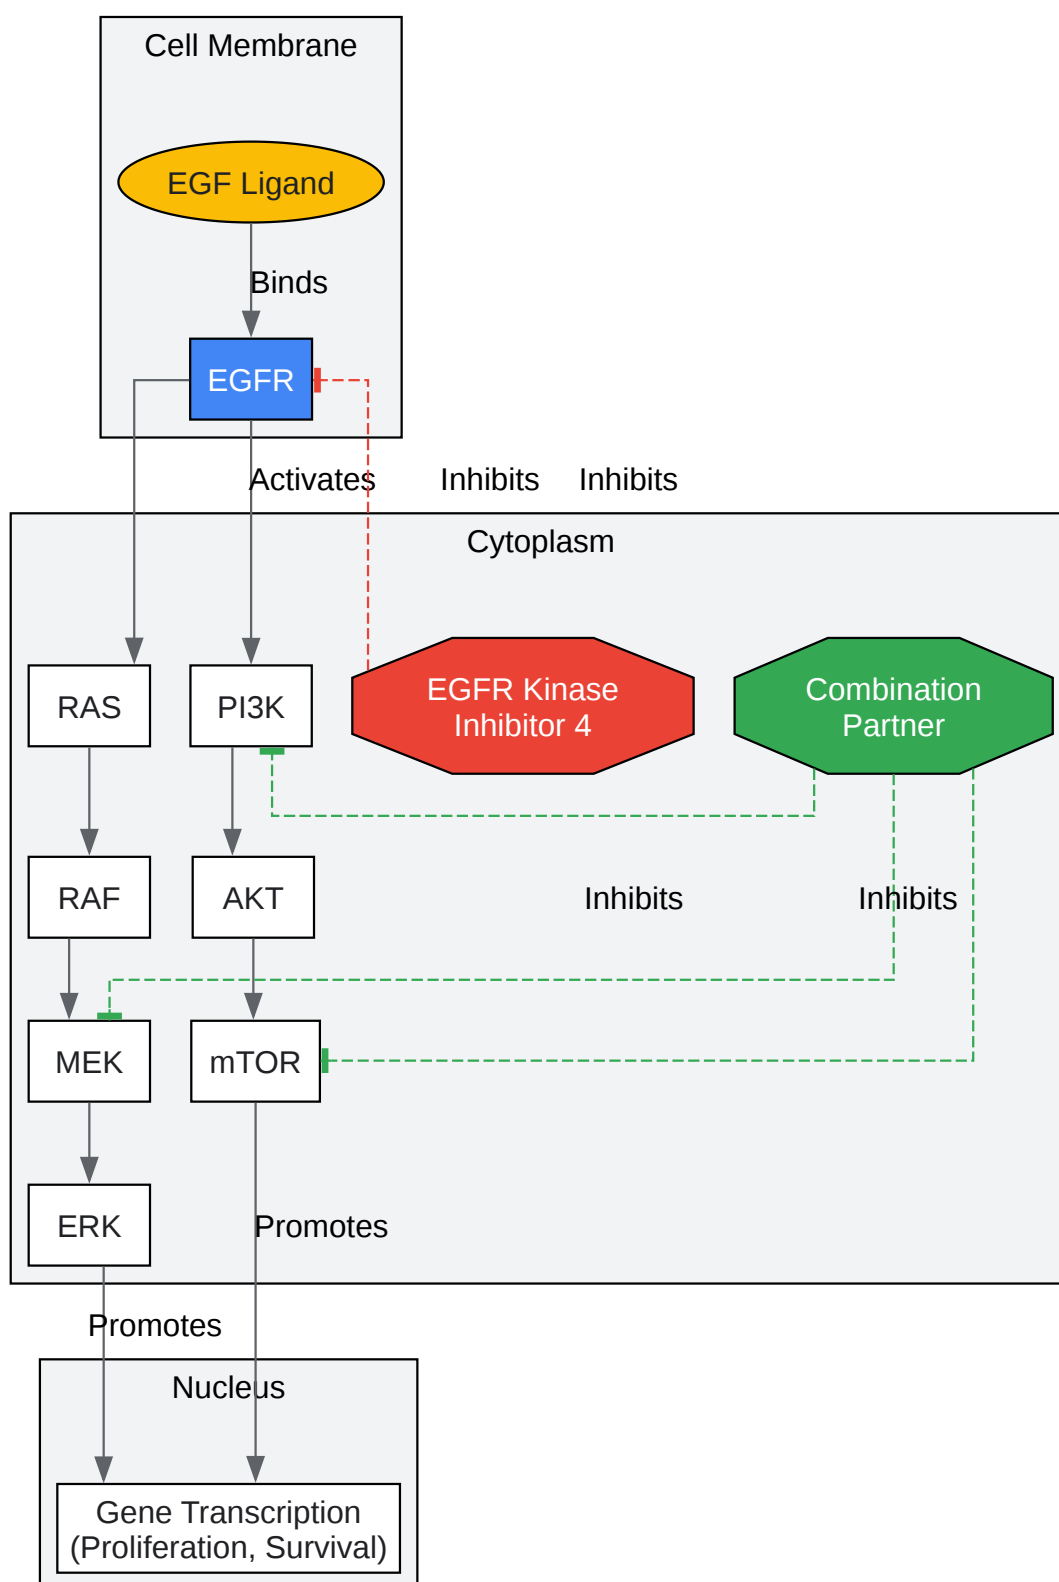 Cell Membrane
EGF Ligand
Binds
EGFR
Activates
Inhibits
Inhibits
Cytoplasm
RAS
PI3K
EGFR Kinase
Inhibitor 4
Combination
Partner
RAF
AKT
Inhibits
Inhibits
MEK
mTOR
ERK
Promotes
Promotes
Nucleus
Gene Transcription
(Proliferation, Survival)